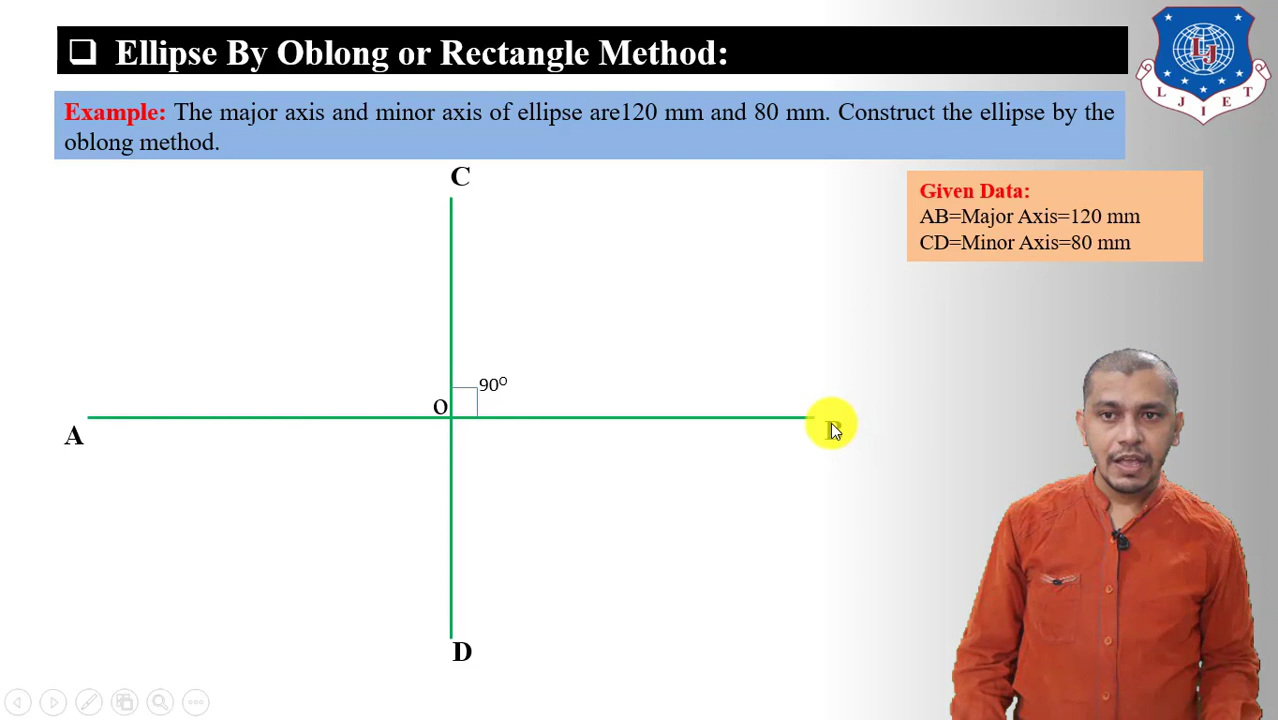 ❑ Ellipse By Oblong or Rectangle Method:
Example: The major axis and minor axis of ellipse are120 mm and 80 mm. Construct the ellipse by the
oblong method.
C
Given Data:
AB=Major Axis=120 mm
CD=Minor Axis=80 mm
90⁰
O
A
B
D
LJ
L J I E T